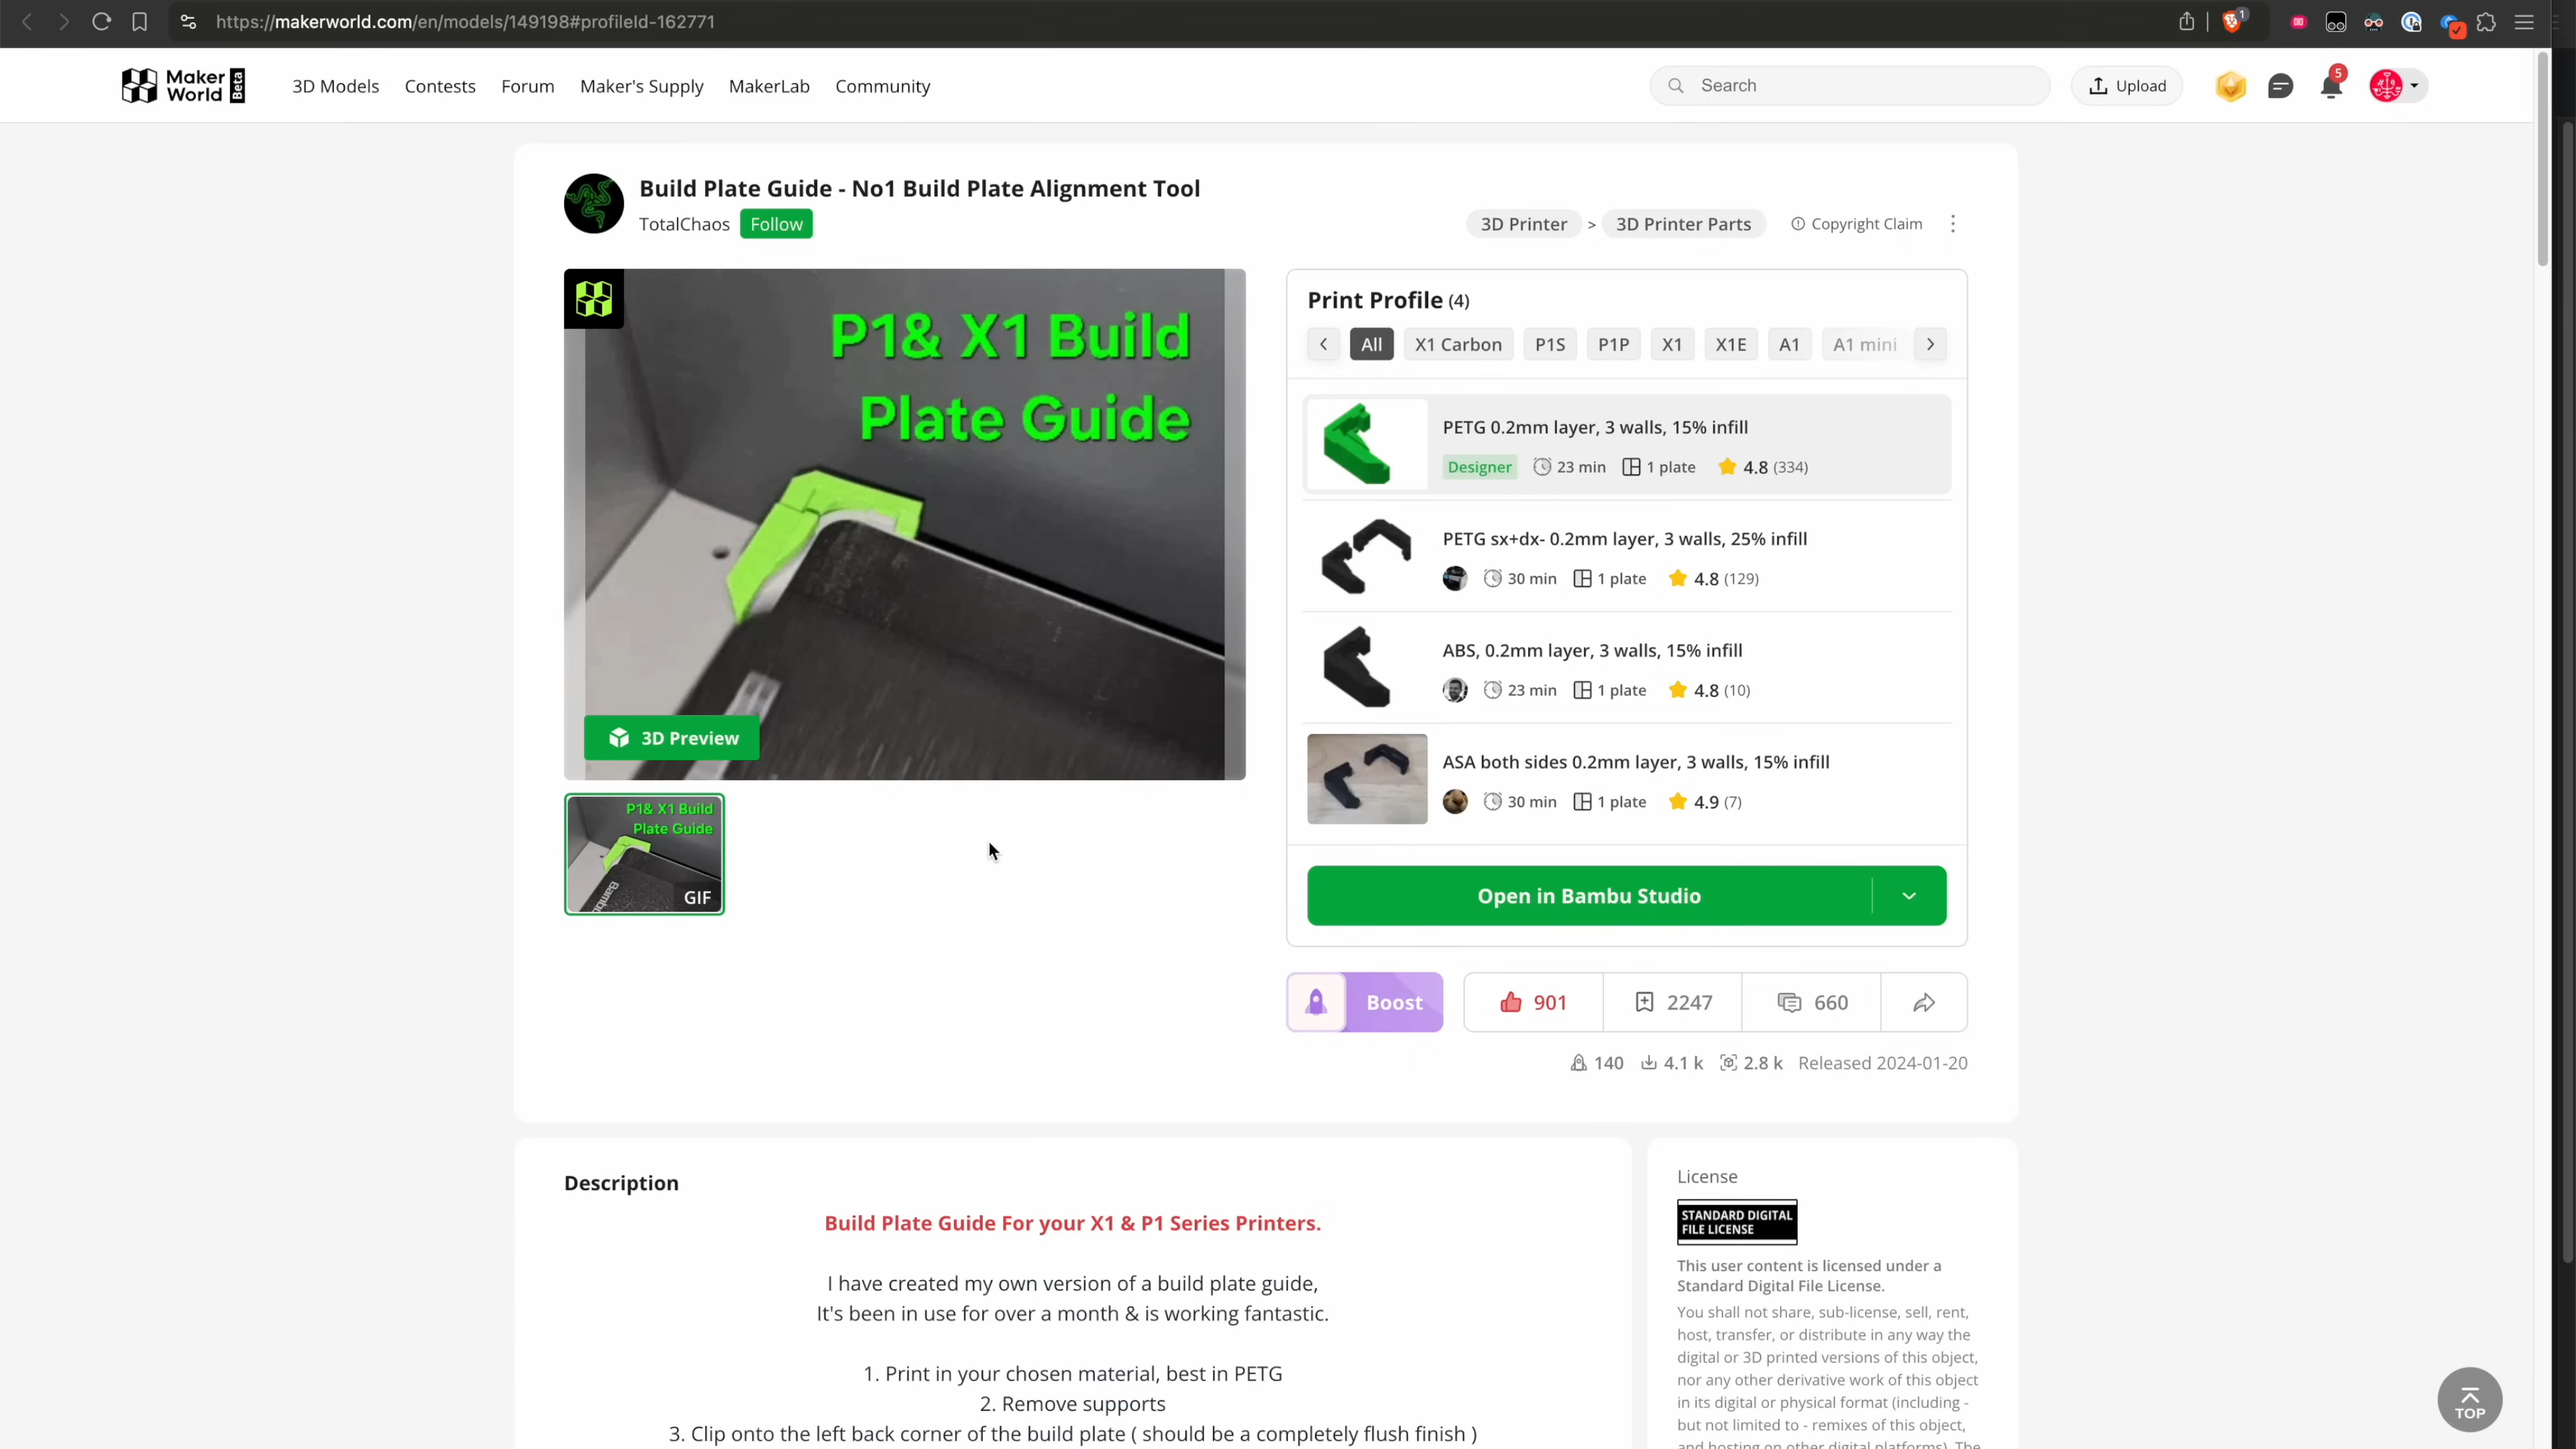 https://makerworld.com/en/models/149198#profileId-162771
1
Maker World Beta
3D Models
Contests
Forum
Maker's Supply
MakerLab
Community
Search
Upload
5
Build Plate Guide - No1 Build Plate Alignment Tool
TotalChaos
Follow
3D Printer > 3D Printer Parts
Copyright Claim
P1& X1 Build
Plate Guide
3D Preview
P1& X1 Build
Plate Guide
Bambu
GIF
Print Profile (4)
All
X1 Carbon
P1S
P1P
X1
X1E
A1
A1 mini
PETG 0.2mm layer, 3 walls, 15% infill
Designer 23 min 1 plate 4.8 (334)
PETG sx+dx- 0.2mm layer, 3 walls, 25% infill
30 min 1 plate 4.8 (129)
ABS, 0.2mm layer, 3 walls, 15% infill
23 min 1 plate 4.8 (10)
ASA both sides 0.2mm layer, 3 walls, 15% infill
30 min 1 plate 4.9 (7)
Open in Bambu Studio
Boost
901
2247
660
140 4.1 k 2.8 k Released 2024-01-20
Description
Build Plate Guide For your X1 & P1 Series Printers.
I have created my own version of a build plate guide,
It's been in use for over a month & is working fantastic.
1. Print in your chosen material, best in PETG
2. Remove supports
3. Clip onto the left back corner of the build plate ( should be a completely flush finish )
License
STANDARD DIGITAL
FILE LICENSE
This user content is licensed under a
Standard Digital File License.
You shall not share, sub-license, sell, rent,
host, transfer, or distribute in any way the
digital or 3D printed versions of this object,
nor any other derivative work of this object
in its digital or physical format (including -
but not limited to - remixes of this object,
and hosting on other digital platforms). The
TOP